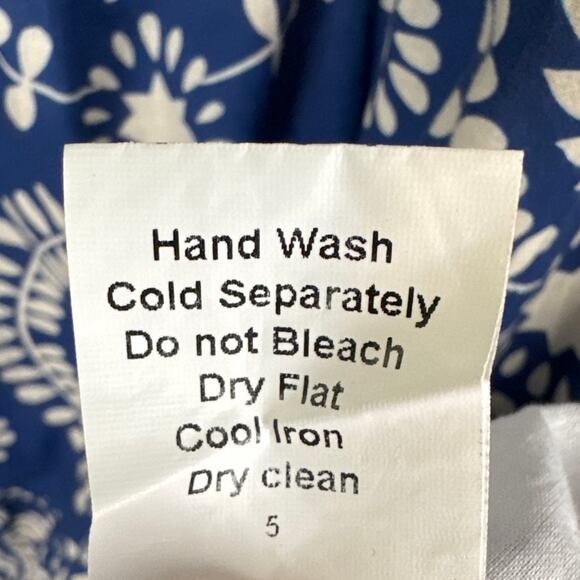 Hand Wash
Cold Separately
Do not Bleach
Dry Flat
Cool Iron
Dry clean
5